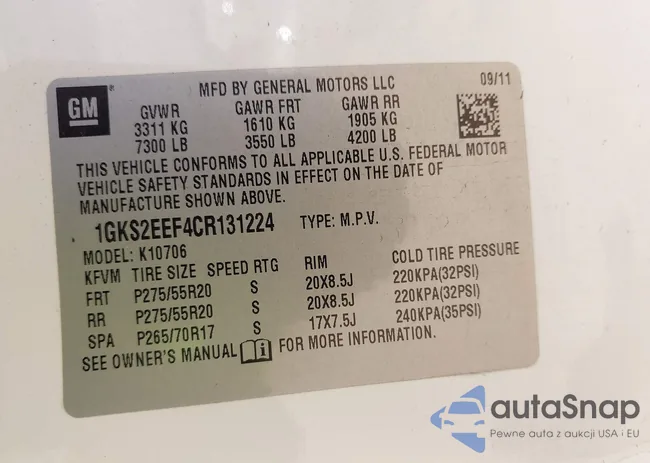 GM
MFD BY GENERAL MOTORS LLC 09/11
GVWR GAWR FRT GAWR RR
3311 KG 1610 KG 1905 KG
7300 LB 3550 LB 4200 LB
THIS VEHICLE CONFORMS TO ALL APPLICABLE U.S. FEDERAL MOTOR
VEHICLE SAFETY STANDARDS IN EFFECT ON THE DATE OF
MANUFACTURE SHOWN ABOVE.
1GKS2EEF4CR131224 TYPE: M.P.V.
MODEL: K10706
KFVM TIRE SIZE SPEED RTG RIM COLD TIRE PRESSURE
FRT P275/55R20 S 20X8.5J 220KPA(32PSI)
RR P275/55R20 S 20X8.5J 220KPA(32PSI)
SPA P265/70R17 S 17X7.5J 240KPA(35PSI)
SEE OWNER'S MANUAL FOR MORE INFORMATION.
autaSnap
Pewne auta z aukcji USA i EU